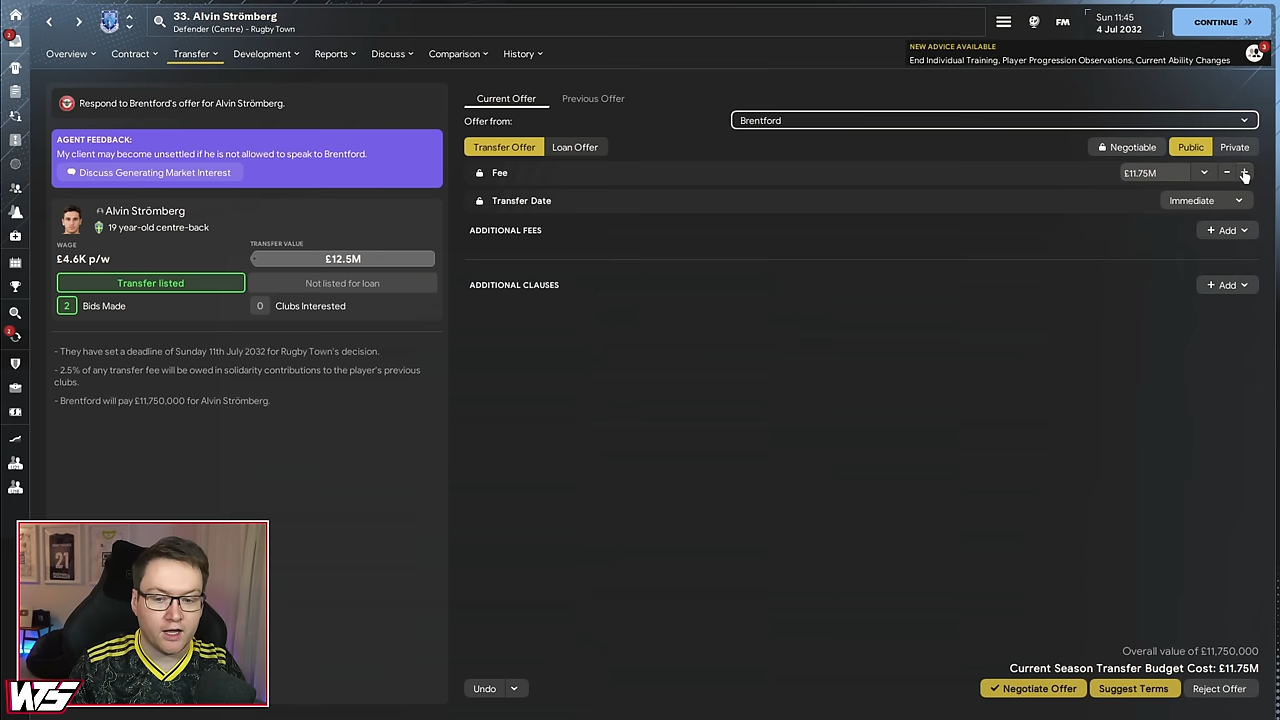 33. Alvin Strömberg
Defender (Centre) - Rugby Town
FM
Sun 11:45
4 Jul 2032
CONTINUE
2
Overview
Contract
Transfer
Development
Reports
Discuss
Comparison
History
NEW ADVICE AVAILABLE
End Individual Training, Player Progression Observations, Current Ability Changes
3
Respond to Brentford's offer for Alvin Strömberg.
AGENT FEEDBACK:
My client may become unsettled if he is not allowed to speak to Brentford.
Discuss Generating Market Interest
Alvin Strömberg
19 year-old centre-back
WAGE
£4.6K p/w
TRANSFER VALUE
£12.5M
Transfer listed
Not listed for loan
2 Bids Made
0 Clubs Interested
- They have set a deadline of Sunday 11th July 2032 for Rugby Town's decision.
- 2.5% of any transfer fee will be owed in solidarity contributions to the player's previous
clubs.
- Brentford will pay £11,750,000 for Alvin Strömberg.
2
Current Offer
Previous Offer
Offer from:
Brentford
Transfer Offer
Loan Offer
Negotiable
Public
Private
Fee
£11.75M
Transfer Date
Immediate
ADDITIONAL FEES
+ Add
ADDITIONAL CLAUSES
+ Add
21
WTS
Overall value of £11,750,000
Current Season Transfer Budget Cost: £11.75M
Undo
Negotiate Offer
Suggest Terms
Reject Offer